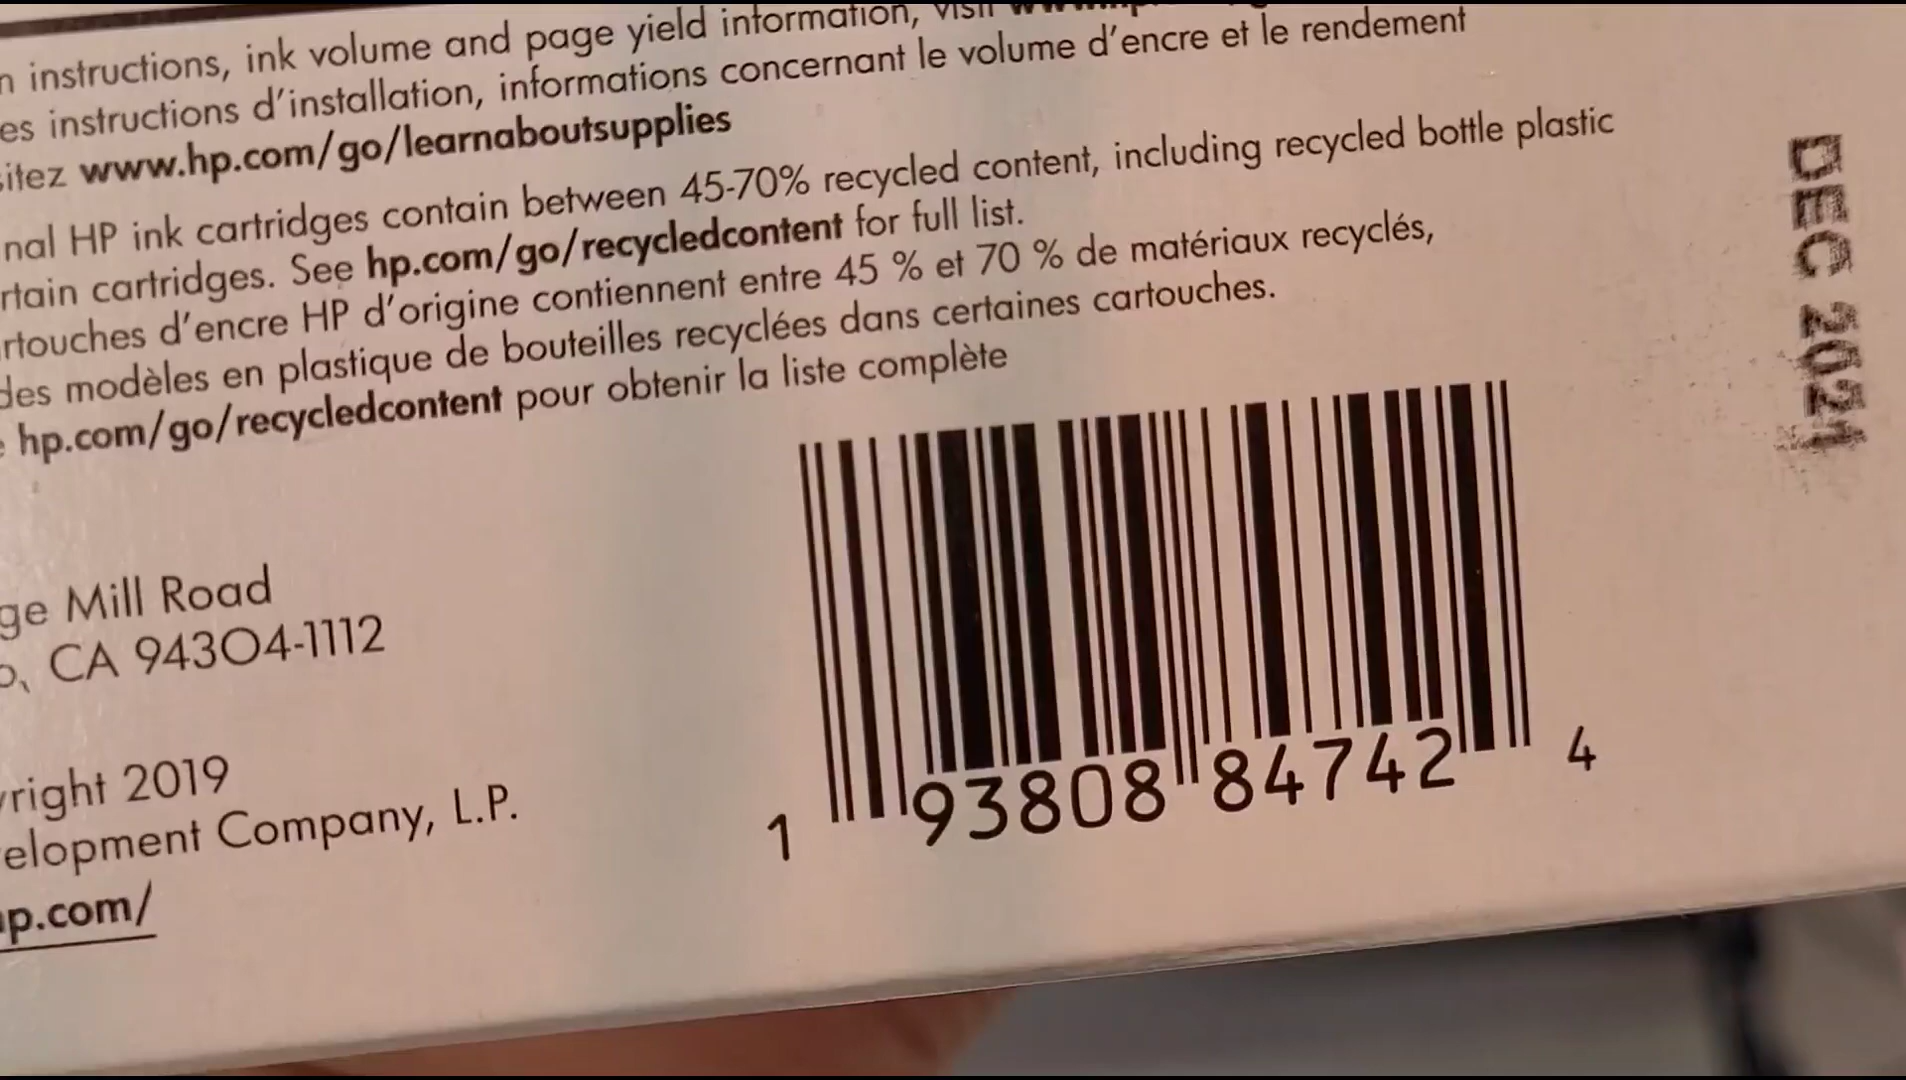 instructions, ink volume and page yield information, visit
es instructions d'installation, informations concernant le volume d'encre et le rendement
sitez www.hp.com/go/learnaboutsupplies
nal HP ink cartridges contain between 45-70% recycled content, including recycled bottle plastic
rtain cartridges. See hp.com/go/recycledcontent for full list.
rtouches d'encre HP d'origine contiennent entre 45 % et 70 % de matériaux recyclés,
des modèles en plastique de bouteilles recyclées dans certaines cartouches.
hp.com/go/recycledcontent pour obtenir la liste complète
DEC 2021
ge Mill Road
o, CA 94304-1112
yright 2019
elopment Company, L.P.
hp.com/
1 93808 84742 4